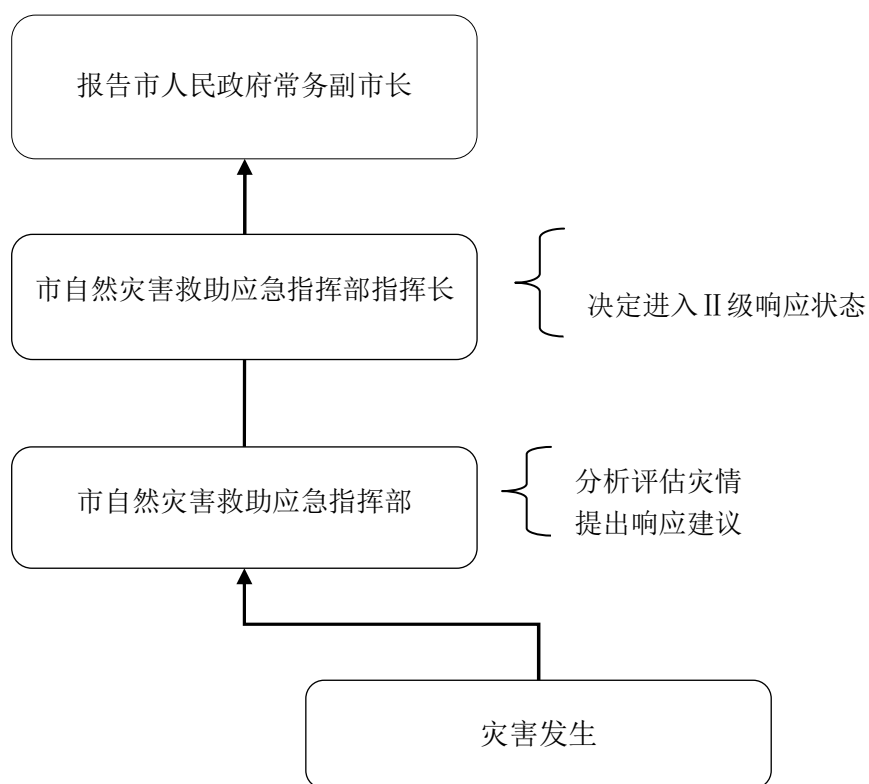 报告市人民政府常务副市长
市自然灾害救助应急指挥部指挥长
决定进入Ⅱ级响应状态
市自然灾害救助应急指挥部
分析评估灾情
提出响应建议
灾害发生